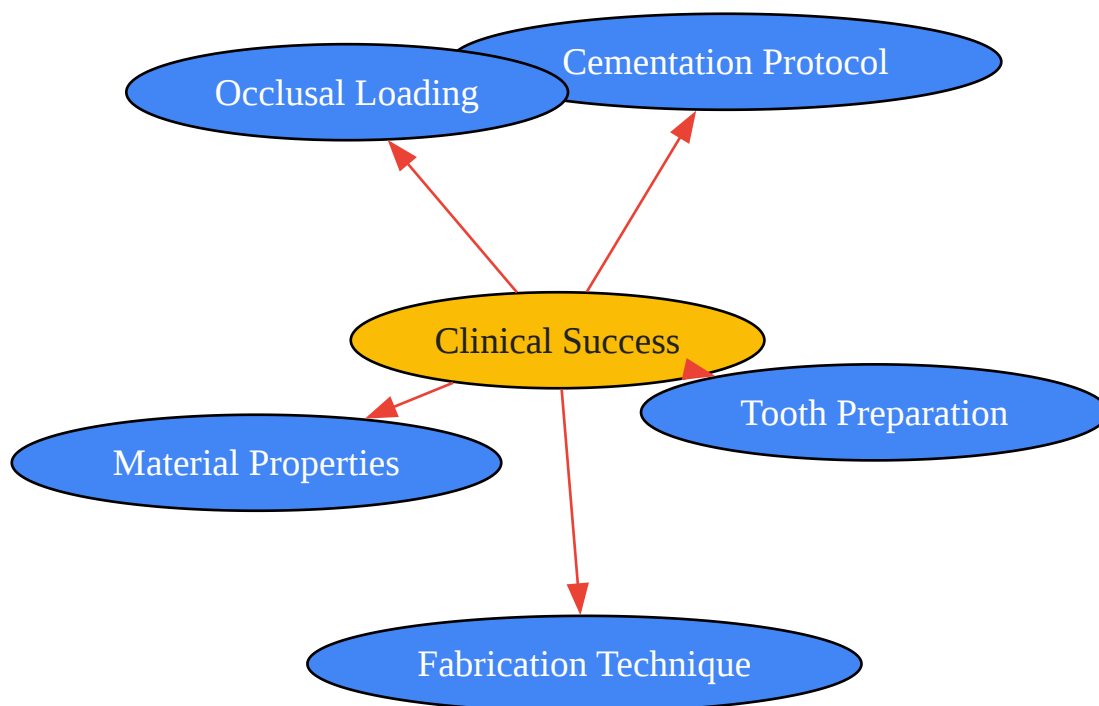 Cementation Protocol
Occlusal Loading
Clinical Success
Tooth Preparation
Material Properties
Fabrication Technique